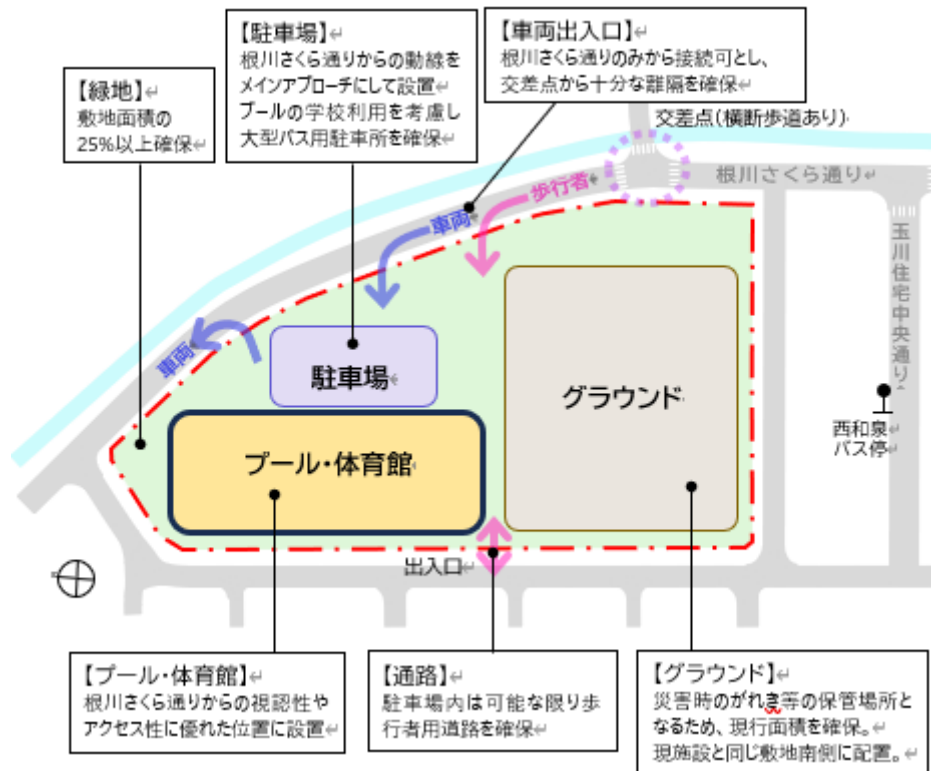 【緑地】
敷地面積の
25%以上確保
【駐車場】
根川さくら通りからの動線を
メインアプローチにして設置
プールの学校利用を考慮し
大型バス用駐車所を確保
【車両出入口】
根川さくら通りのみから接続可とし、
交差点から十分な離隔を確保
交差点(横断歩道あり)
根川さくら通り
歩行者
車両
車両
玉川住宅中央通り
駐車場
グラウンド
プール・体育館
西和泉
バス停
出入口
【プール・体育館】
根川さくら通りからの視認性や
アクセス性に優れた位置に設置
【通路】
駐車場内は可能な限り歩
行者用道路を確保
【グラウンド】
災害時のがれき等の保管場所と
なるため、現行面積を確保。
現施設と同じ敷地南側に配置。